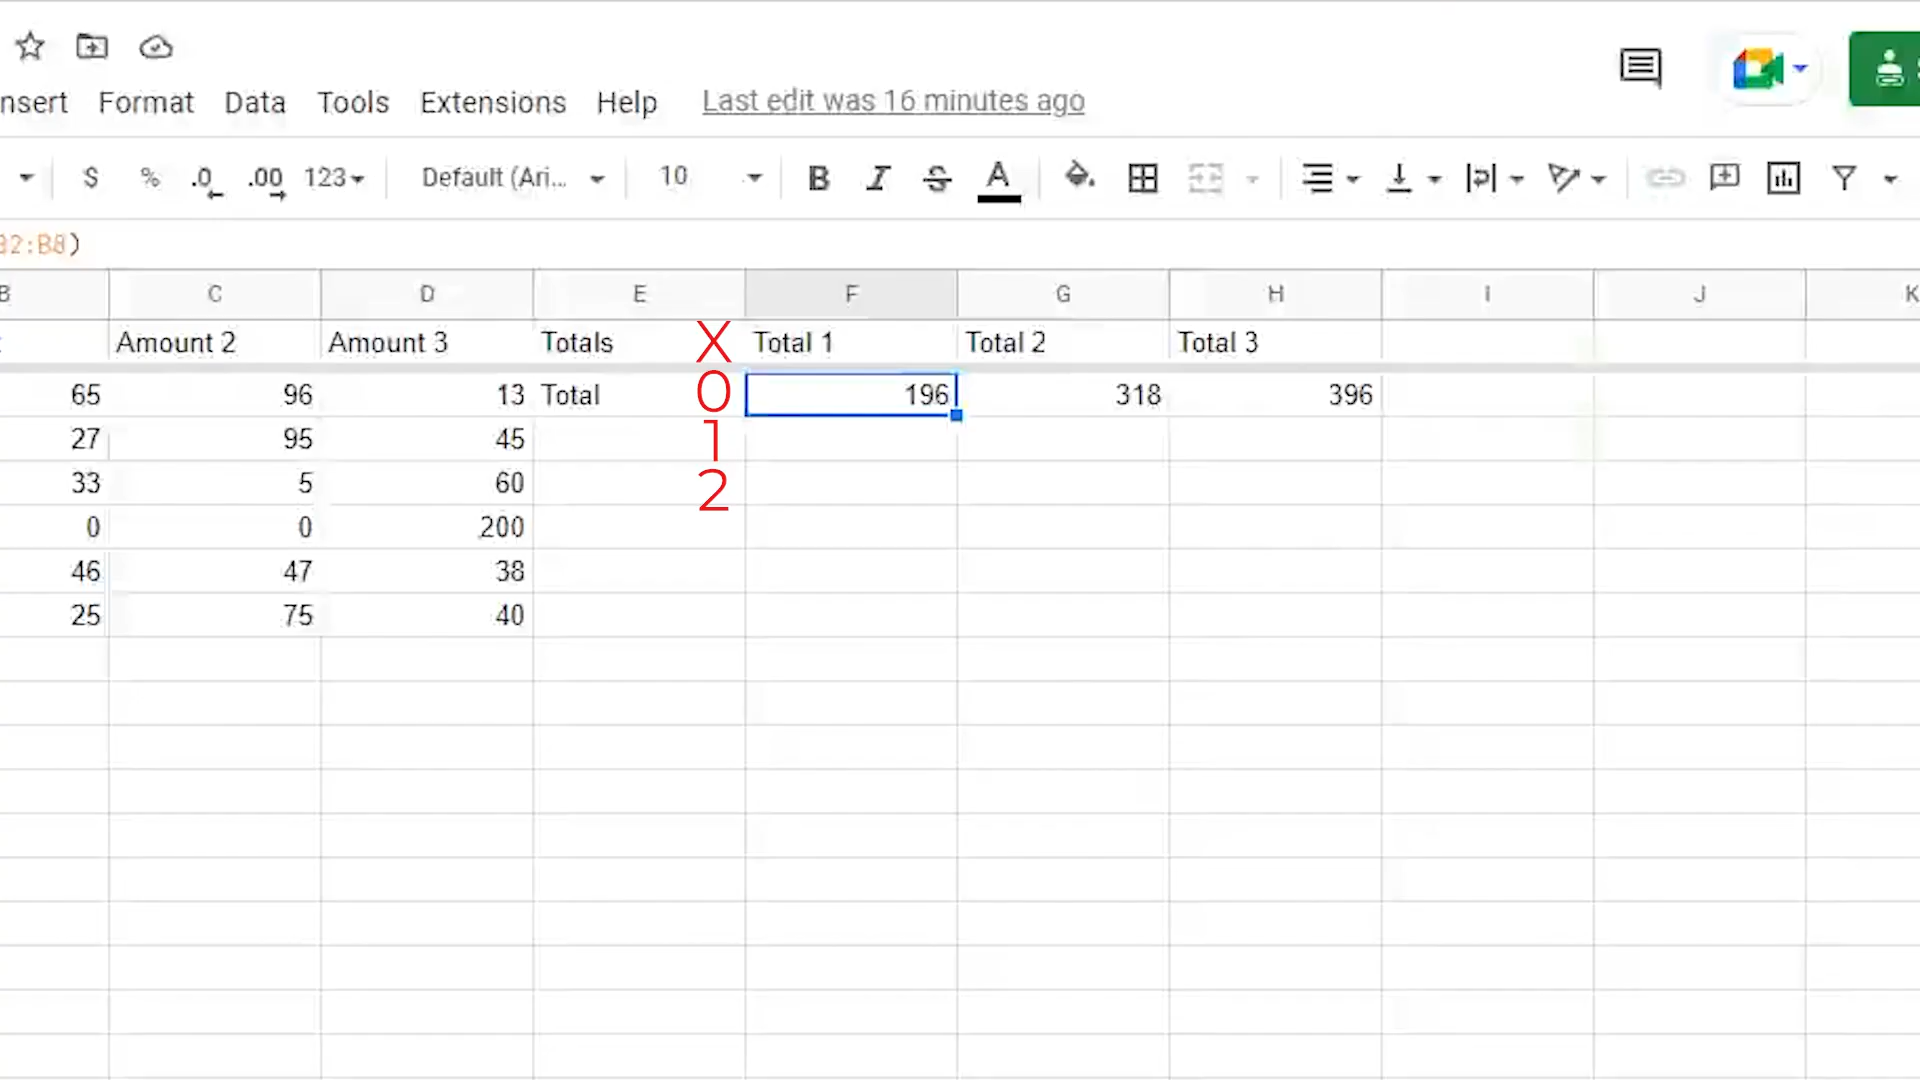 nsert Format Data Tools Extensions Help Last edit was 16 minutes ago
$ % .0 .00 123 Default (Ari... 10 B I S A
B2:B8)
B C D E F G H I J K
Amount 2 Amount 3 Totals X Total 1 Total 2 Total 3
65 96 13 Total 0 196 318 396
27 95 45 1
33 5 60 2
0 0 200
46 47 38
25 75 40